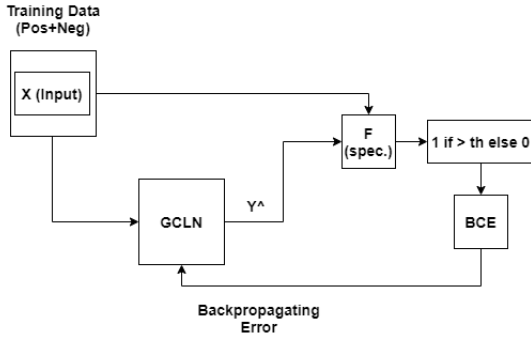 Training Data
(Pos+Neg)
X (Input)
F
(spec.)
1 if > th else 0
GCLN
Y^
BCE
Backpropagating
Error